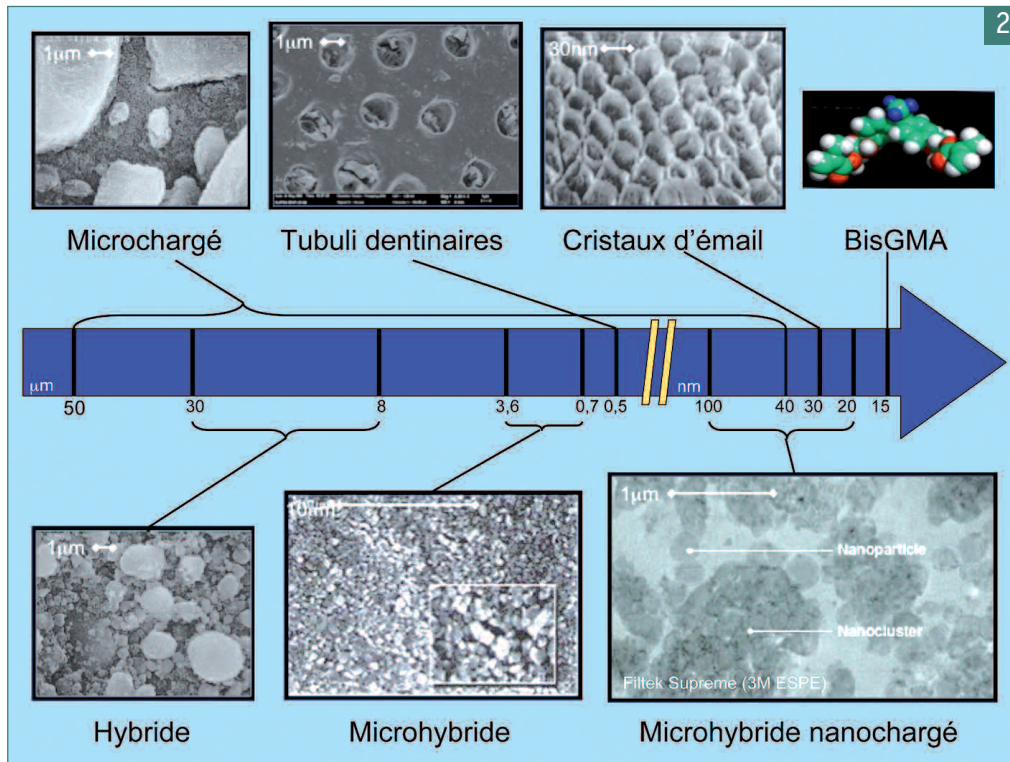 2
1μm
1μm
30nm
Microchargé
Tubuli dentinaires
Cristaux d'émail
BisGMA
μm
nm
50
30
8
3,6
0,7
0,5
100
40
30
20
15
1μm
10μm
1μm
Nanoparticle
Nanocluster
Filtek Supreme (3M ESPE)
Hybride
Microhybride
Microhybride nanochargé